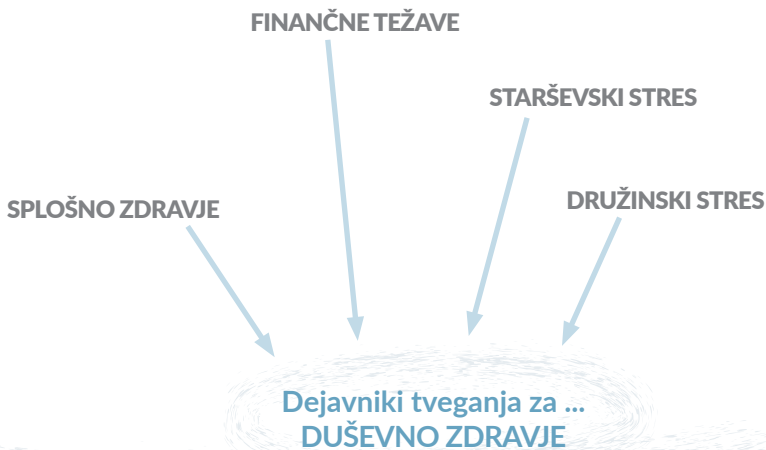 FINANČNE TEŽAVE
STARŠEVSKI STRES
DRUŽINSKI STRES
SPLOŠNO ZDRAVJE
Dejavniki tveganja za ...
DUŠEVNO ZDRAVJE